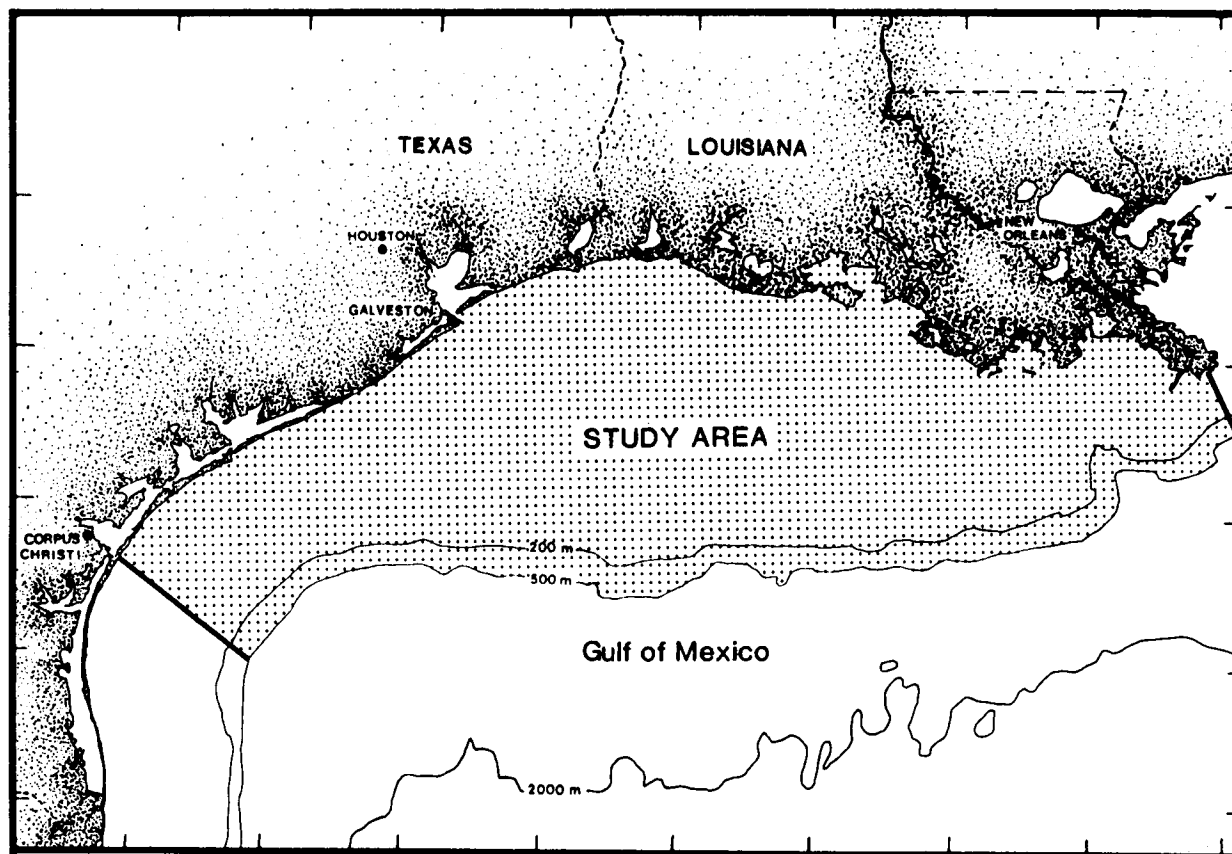 TEXAS
LOUISIANA
HOUSTON
NEW
ORLEANS
GALVESTON
STUDY AREA
CORPUS
CHRISTI
200 m
500 m
Gulf of Mexico
2000 m